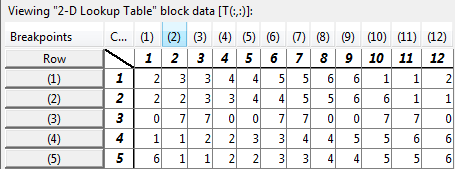 Viewing "2-D Lookup Table" block data [T(:,:)]:
Breakpoints C... (1) (2) (3) (4) (5) (6) (7) (8) (9) (10) (11) (12)
Row 1 2 3 4 5 6 7 8 9 10 11 12
(1) 1 2 3 3 4 4 5 5 6 6 1 1 2
(2) 2 2 2 3 3 4 4 5 5 6 6 1 1
(3) 3 0 7 0 7 0 7 0 7 0 0 7 0
(4) 4 1 1 2 2 3 3 4 4 5 5 6 6
(5) 5 6 1 1 2 2 3 3 4 4 5 5 6